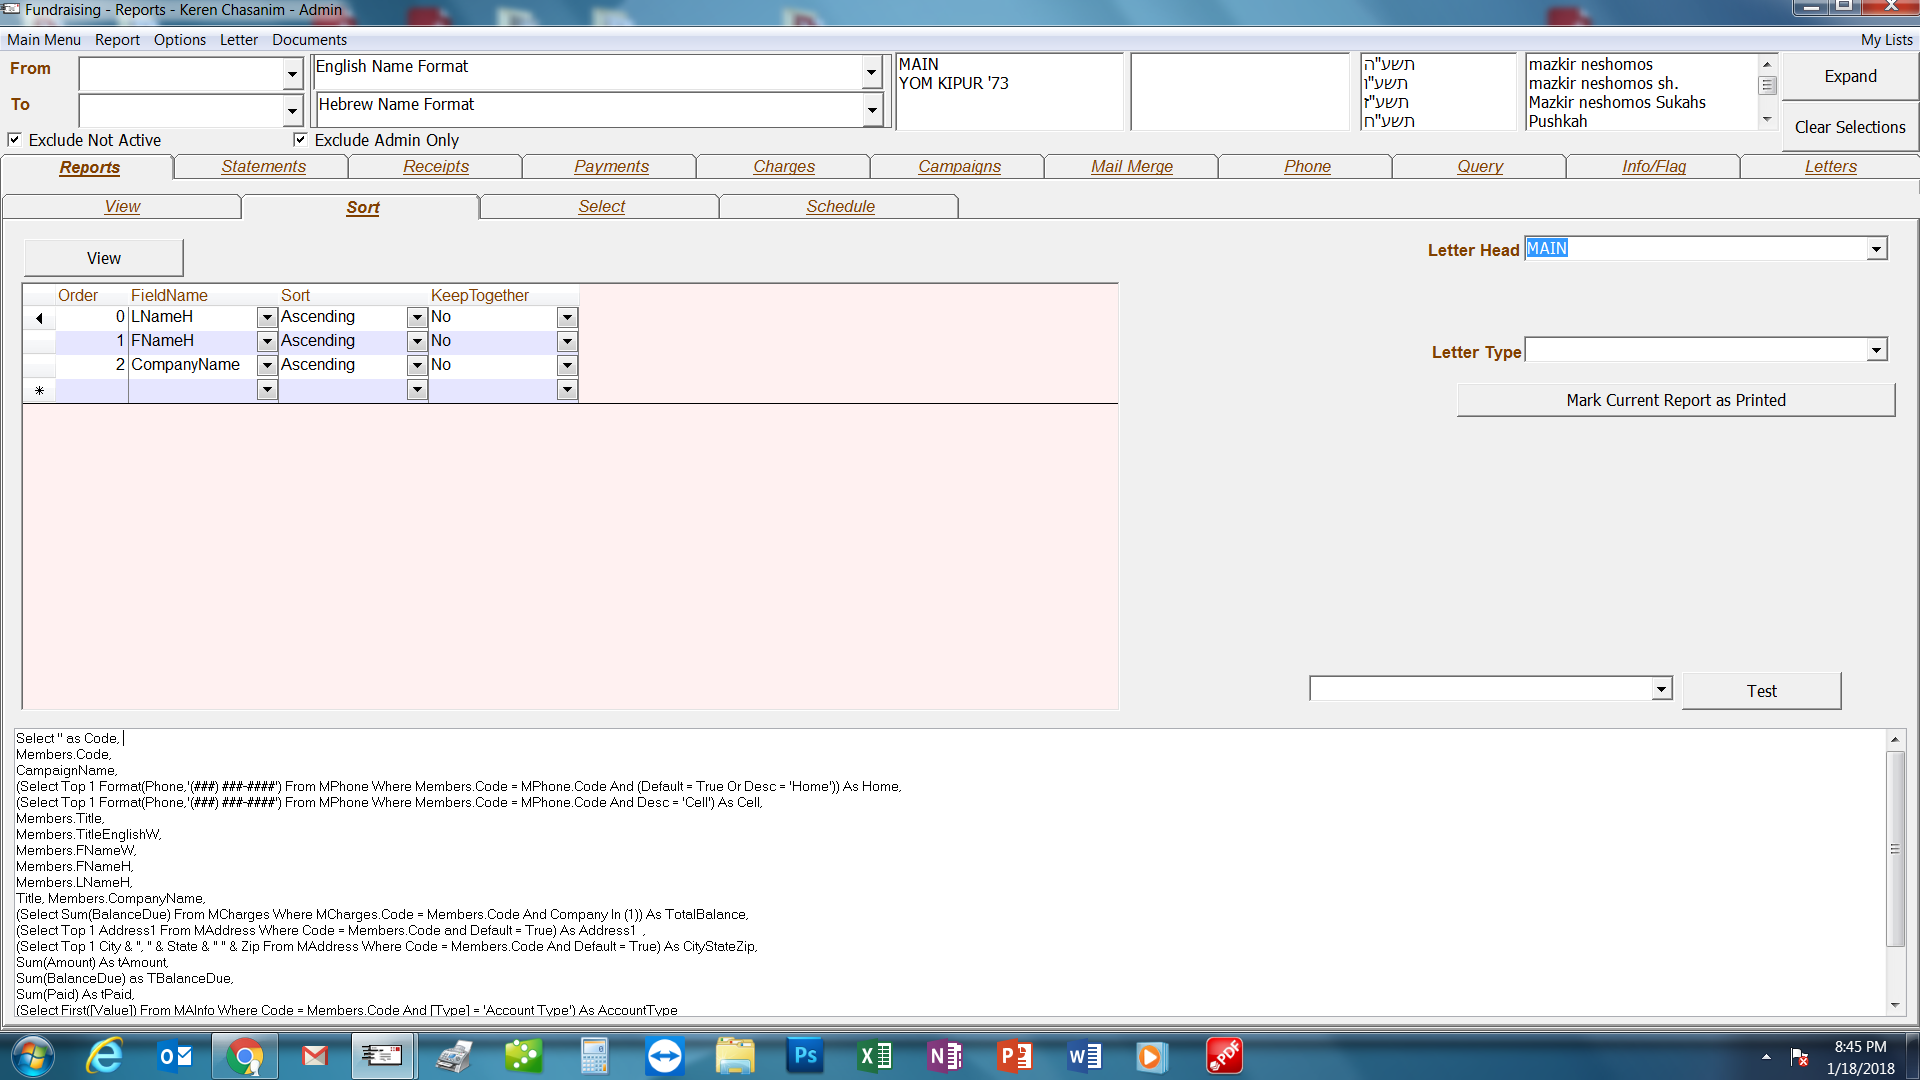 Fundraising - Reports - Keren Chasanim - Admin
Main Menu Report Options Letter Documents My Lists
From
To
English Name Format
Hebrew Name Format
MAIN
YOM KIPUR '73
תשע"ה
תשע"ו
תשע"ז
תשע"ח
mazkir neshomos
mazkir neshomos sh.
Mazkir neshomos Sukahs
Pushkah
Expand
Clear Selections
Exclude Not Active Exclude Admin Only
Reports Statements Receipts Payments Charges Campaigns Mail Merge Phone Query Info/Flag Letters
View Sort Select Schedule
View
Letter Head MAIN
Order FieldName Sort KeepTogether
0 LNameH Ascending No
1 FNameH Ascending No
2 CompanyName Ascending No
Letter Type
Mark Current Report as Printed
Test
Select '' as Code,
Members.Code,
CampaignName,
(Select Top 1 Format(Phone,'(###) ###-####') From MPhone Where Members.Code = MPhone.Code And (Default = True Or Desc = 'Home')) As Home,
(Select Top 1 Format(Phone,'(###) ###-####') From MPhone Where Members.Code = MPhone.Code And Desc = 'Cell') As Cell,
Members.Title,
Members.TitleEnglishW,
Members.FNameW,
Members.FNameH,
Members.LNameH,
Title, Members.CompanyName,
(Select Sum(BalanceDue) From MCharges Where MCharges.Code = Members.Code And Company In (1)) As TotalBalance,
(Select Top 1 Address1 From MAddress Where Code = Members.Code and Default = True) As Address1 ,
(Select Top 1 City & ", " & State & " " & Zip From MAddress Where Code = Members.Code And Default = True) As CityStateZip,
Sum(Amount) As tAmount,
Sum(BalanceDue) as TBalanceDue,
Sum(Paid) As tPaid,
(Select First([Value]) From MAInfo Where Code = Members.Code And [Type] = 'Account Type') As AccountType
8:45 PM
1/18/2018